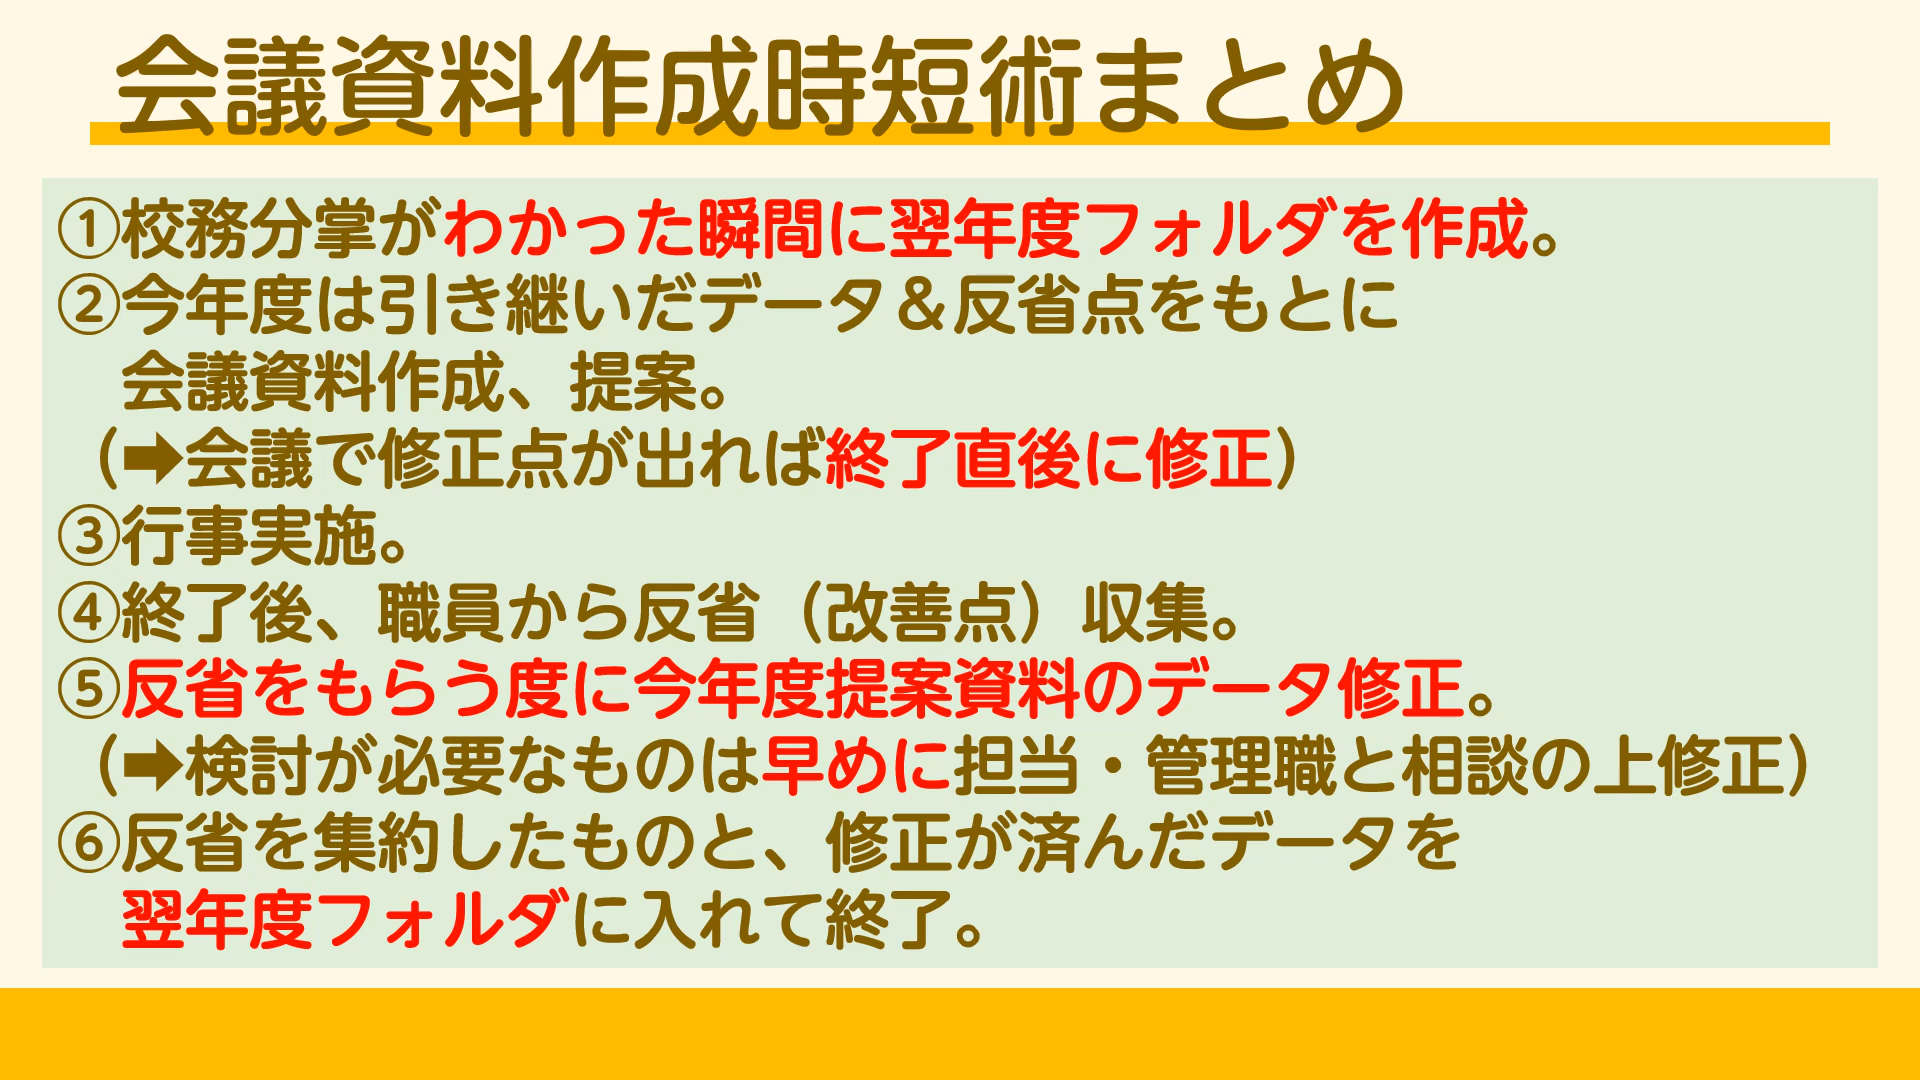 会議資料作成時短術まとめ
①校務分掌がわかった瞬間に翌年度フォルダを作成。
②今年度は引き継いだデータ＆反省点をもとに
会議資料作成、提案。
（➡会議で修正点が出れば終了直後に修正）
③行事実施。
④終了後、職員から反省（改善点）収集。
⑤反省をもらう度に今年度提案資料のデータ修正。
（➡検討が必要なものは早めに担当・管理職と相談の上修正）
⑥反省を集約したものと、修正が済んだデータを
翌年度フォルダに入れて終了。